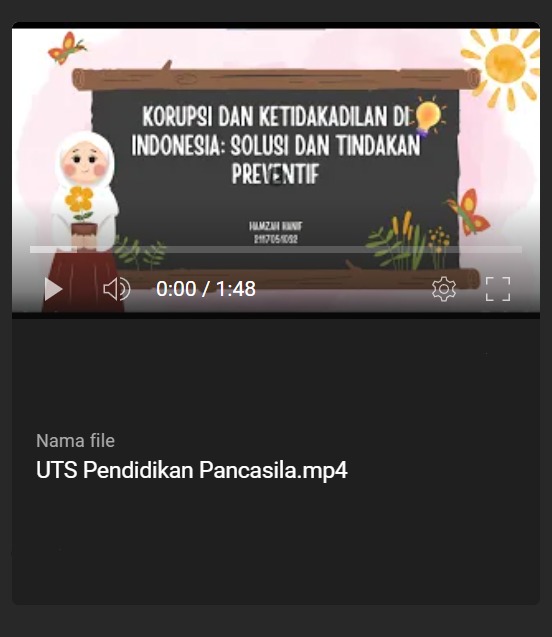 KORUPSI DAN KETIDAKADILAN DI
INDONESIA: SOLUSI DAN TINDAKAN
PREVENTIF
HAMZAH HANIF
2117051032
0:00 / 1:48
Nama file
UTS Pendidikan Pancasila.mp4